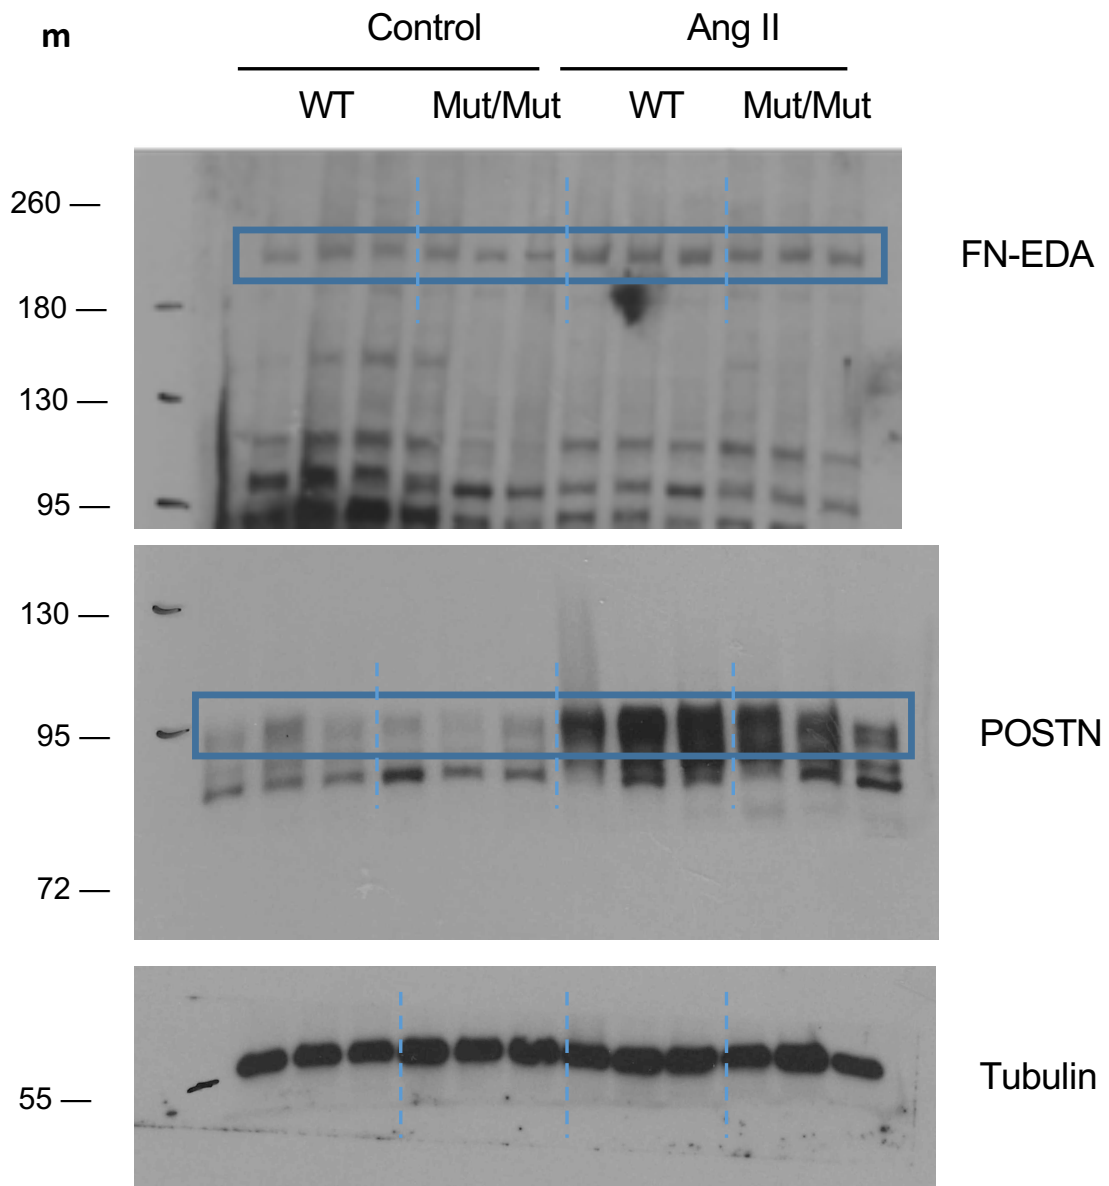 m
Control Ang II
WT Mut/Mut WT Mut/Mut
260 —
FN-EDA
180 —
130 —
95 —
130 —
95 — POSTN
72 —
Tubulin
55 —